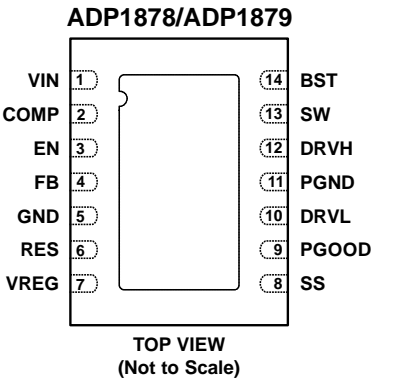 ADP1878/ADP1879
VIN 1 14 BST
COMP 2 13 SW
EN 3 12 DRVH
FB 4 11 PGND
GND 5 10 DRVL
RES 6 9 PGOOD
VREG 7 8 SS
TOP VIEW
(Not to Scale)